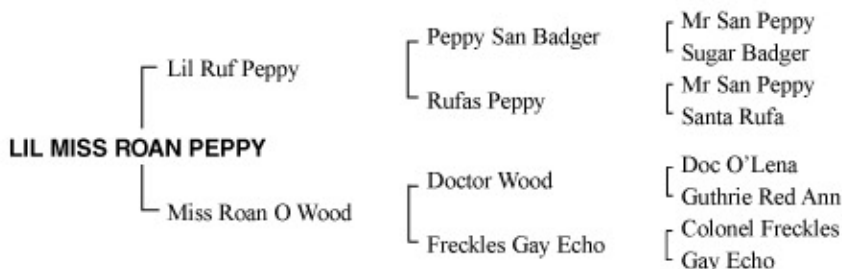 Mr San Peppy
Peppy San Badger
Sugar Badger
Lil Ruf Peppy
Mr San Peppy
Rufas Peppy
Santa Rufa
LIL MISS ROAN PEPPY
Doc O’Lena
Doctor Wood
Guthrie Red Ann
Miss Roan O Wood
Colonel Freckles
Freckles Gay Echo
Gay Echo